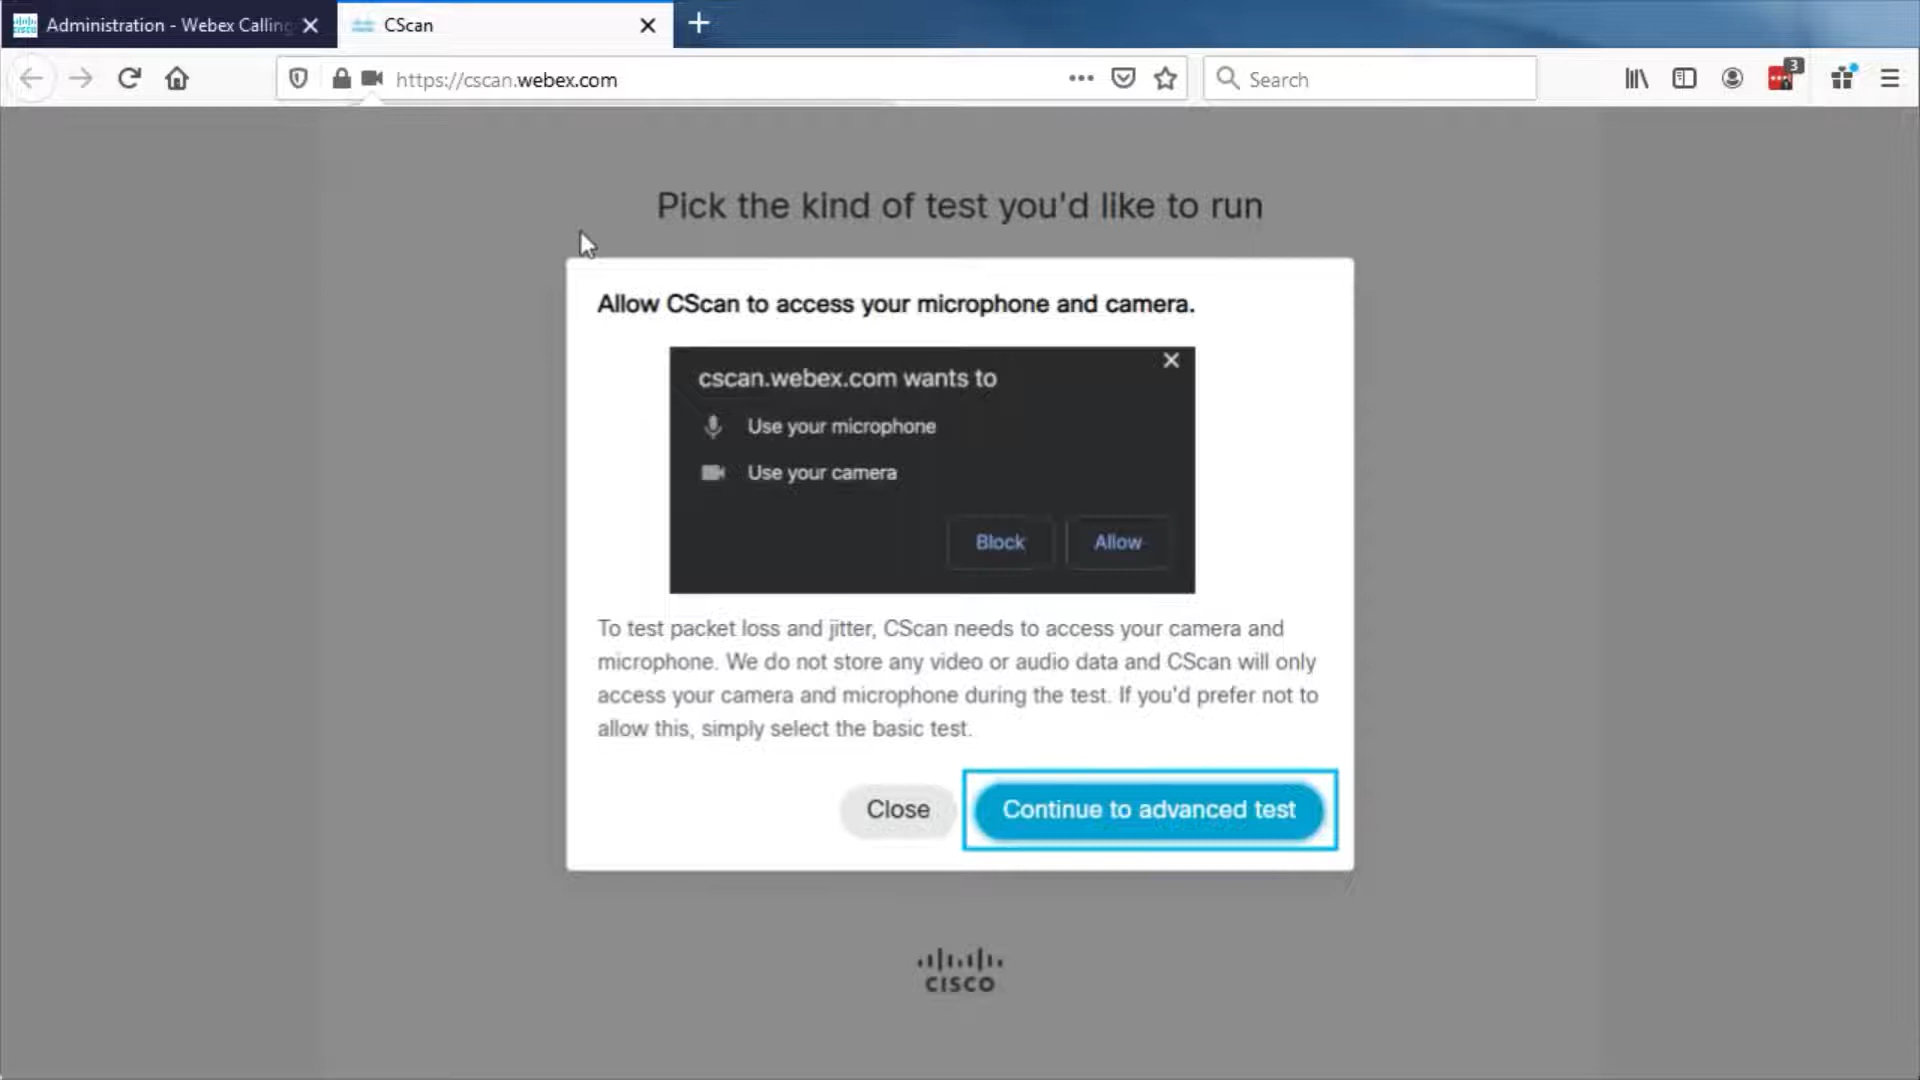 Administration - Webex Calling
CScan
https://cscan.webex.com
Search
3
Pick the kind of test you'd like to run
Allow CScan to access your microphone and camera.
cscan.webex.com wants to
Use your microphone
Use your camera
Block
Allow
To test packet loss and jitter, CScan needs to access your camera and
microphone. We do not store any video or audio data and CScan will only
access your camera and microphone during the test. If you'd prefer not to
allow this, simply select the basic test.
Close
Continue to advanced test
CISCO